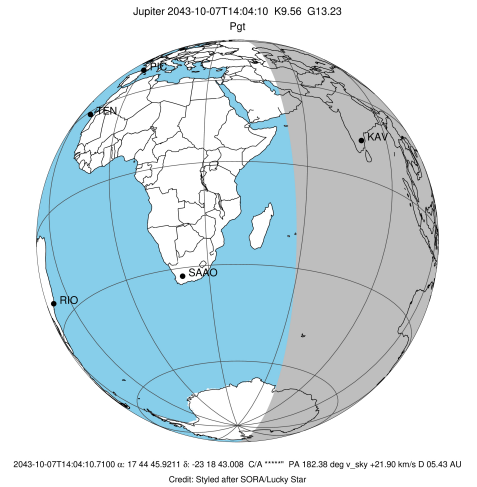 Jupiter 2043-10-07T14:04:10 K9.56 G13.23
Pgt
PIC
TEN
KAV
SAAO
RIO
2043-10-07T14:04:10.7100 α: 17 44 45.9211 δ: -23 18 43.008 C/A *****" PA 182.38 deg v_sky +21.90 km/s D 05.43 AU
Credit: Styled after SORA/Lucky Star